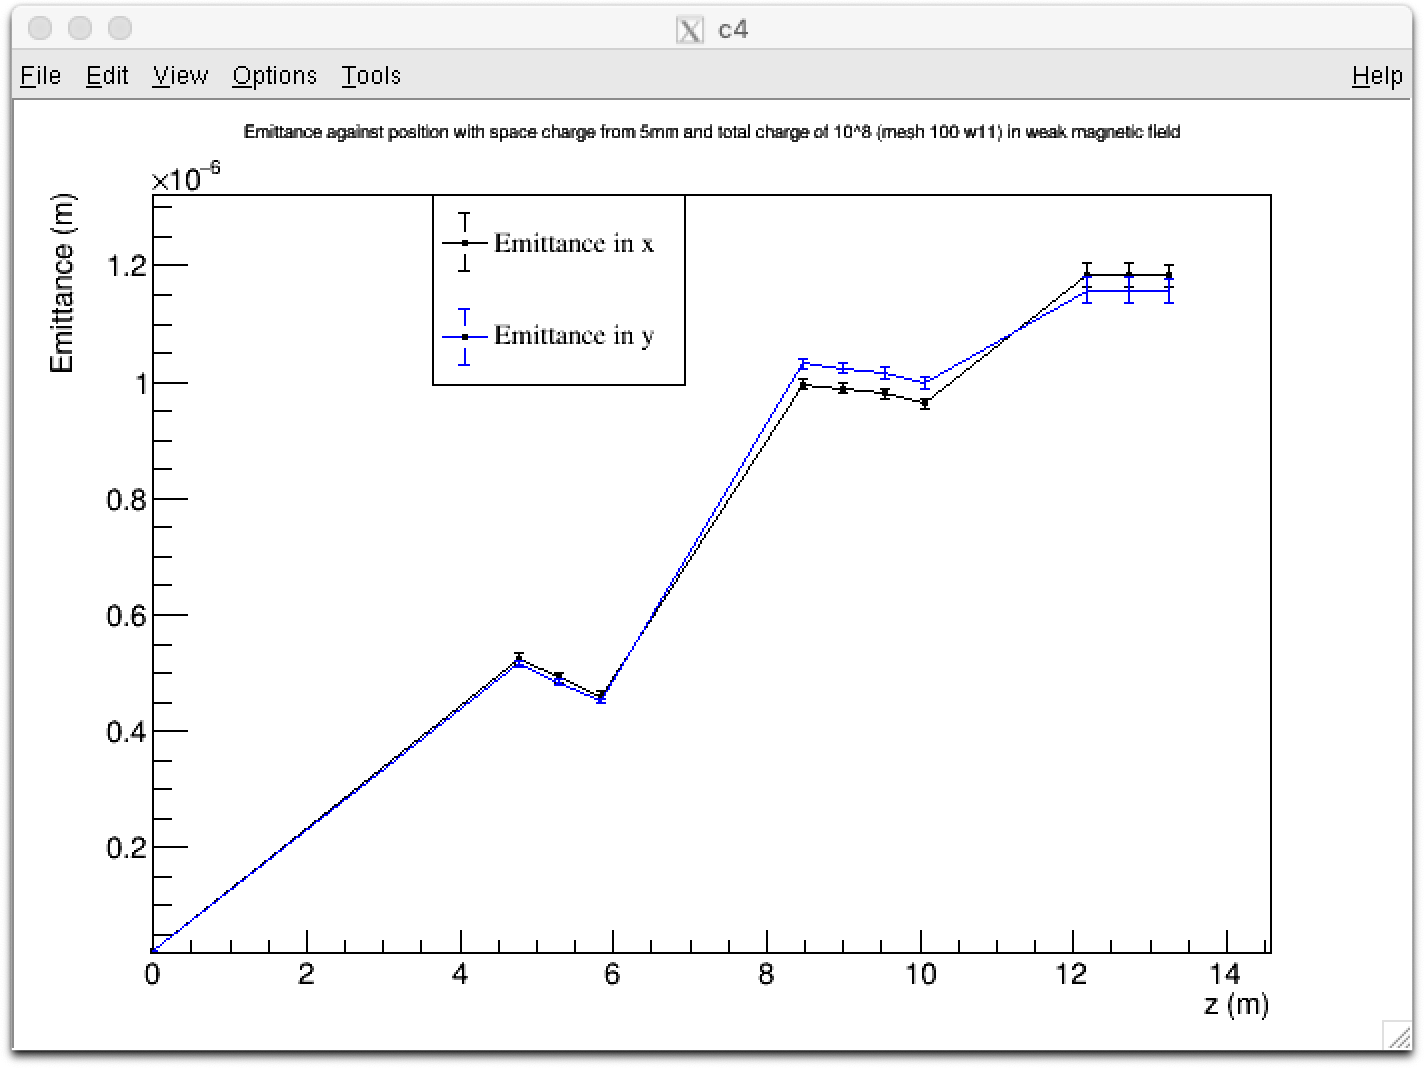 c4
File Edit View Options Tools Help
Emittance against position with space charge from 5mm and total charge of 10^8 (mesh 100 w11) in weak magnetic field
×10⁻⁶
Emittance (m)
Emittance in x
Emittance in y
1.2
1
0.8
0.6
0.4
0.2
0 2 4 6 8 10 12 14
z (m)